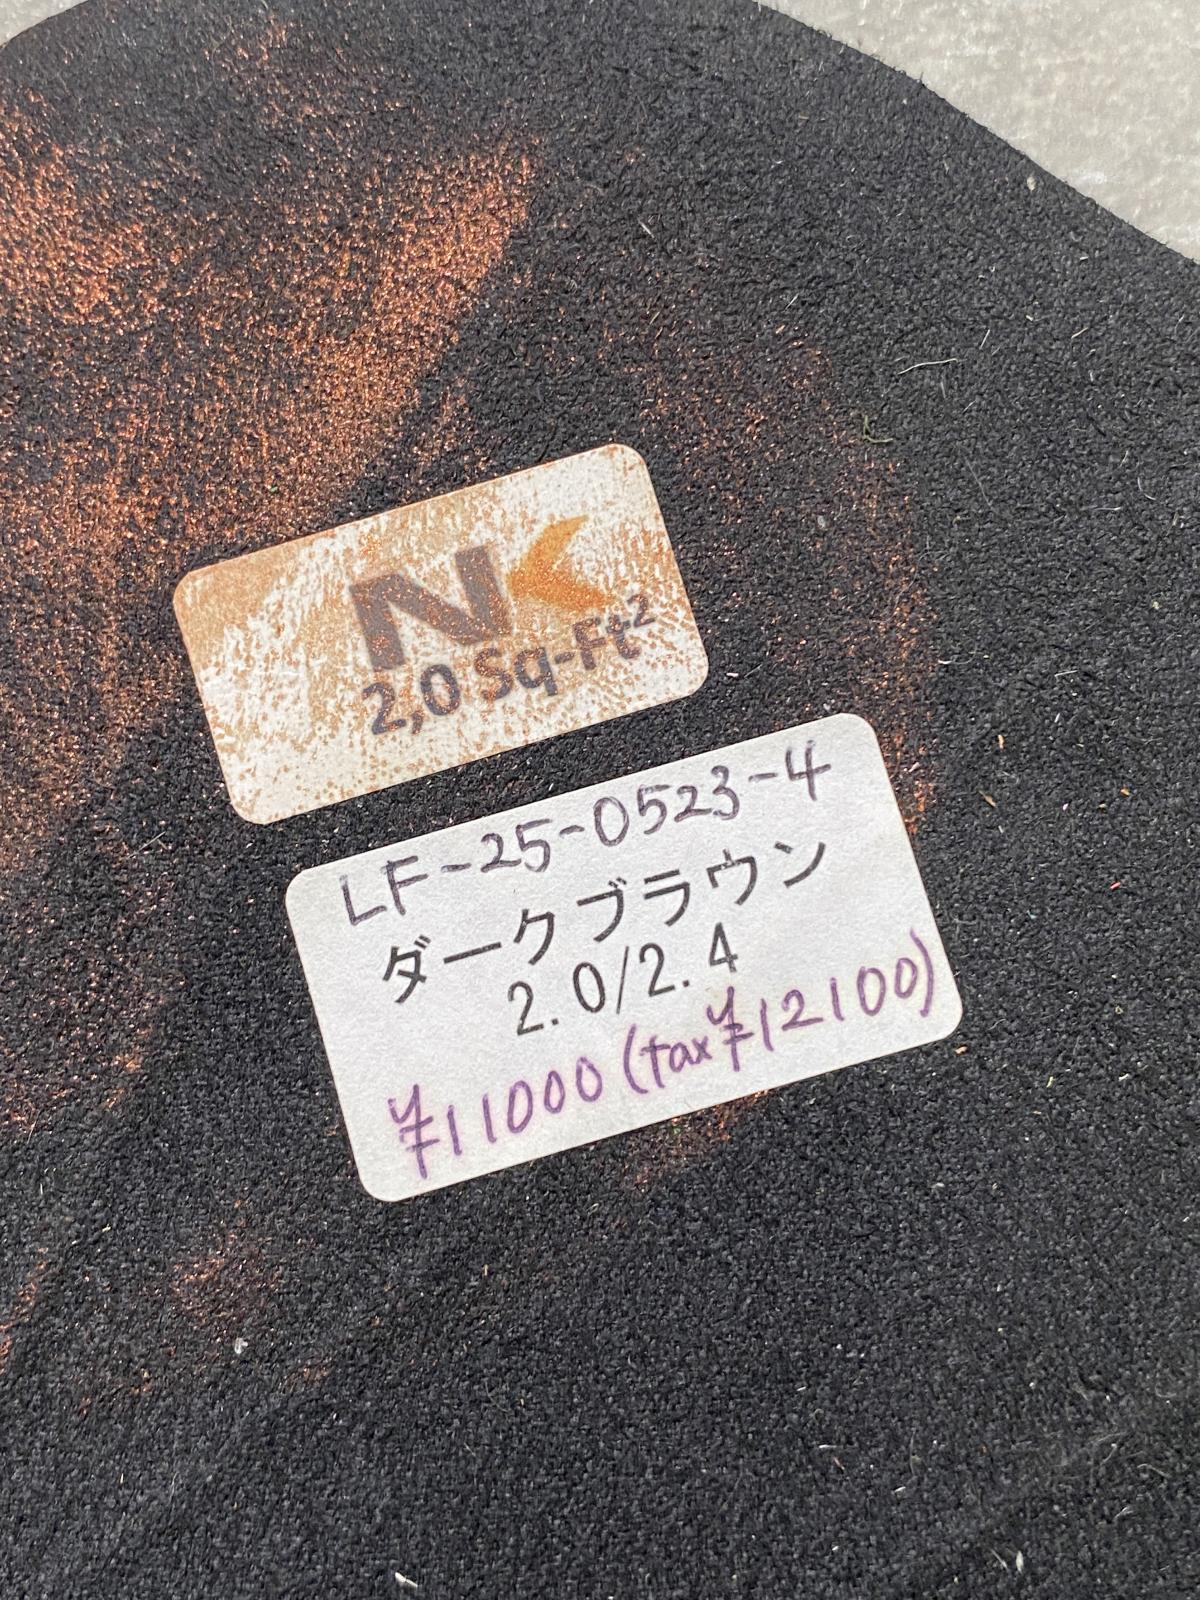 NK
2,0 Sq-Ft²
LF-25-0523-4
ダークブラウン
2.0/2.4
¥11000 (tax¥12100)